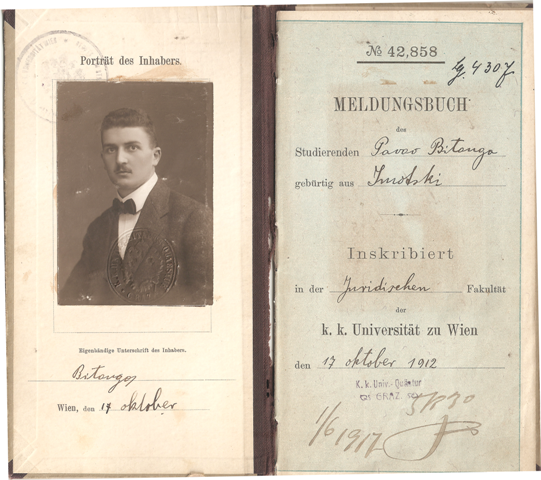 Porträt des Inhabers.
Eigenhändige Unterschrift des Inhabers.
Bitanga
Wien, den 17 oktober
№ 42,858
4307
MELDUNGSBUCH
des
Studierenden Pavao Bitanga
gebürtig aus Imotski
Inskribiert
in der Juridischen Fakultät
der
k. k. Universität zu Wien
den 17 oktober 1912
K. k. Univ.-Quästur
GRAZ
1/6 1917